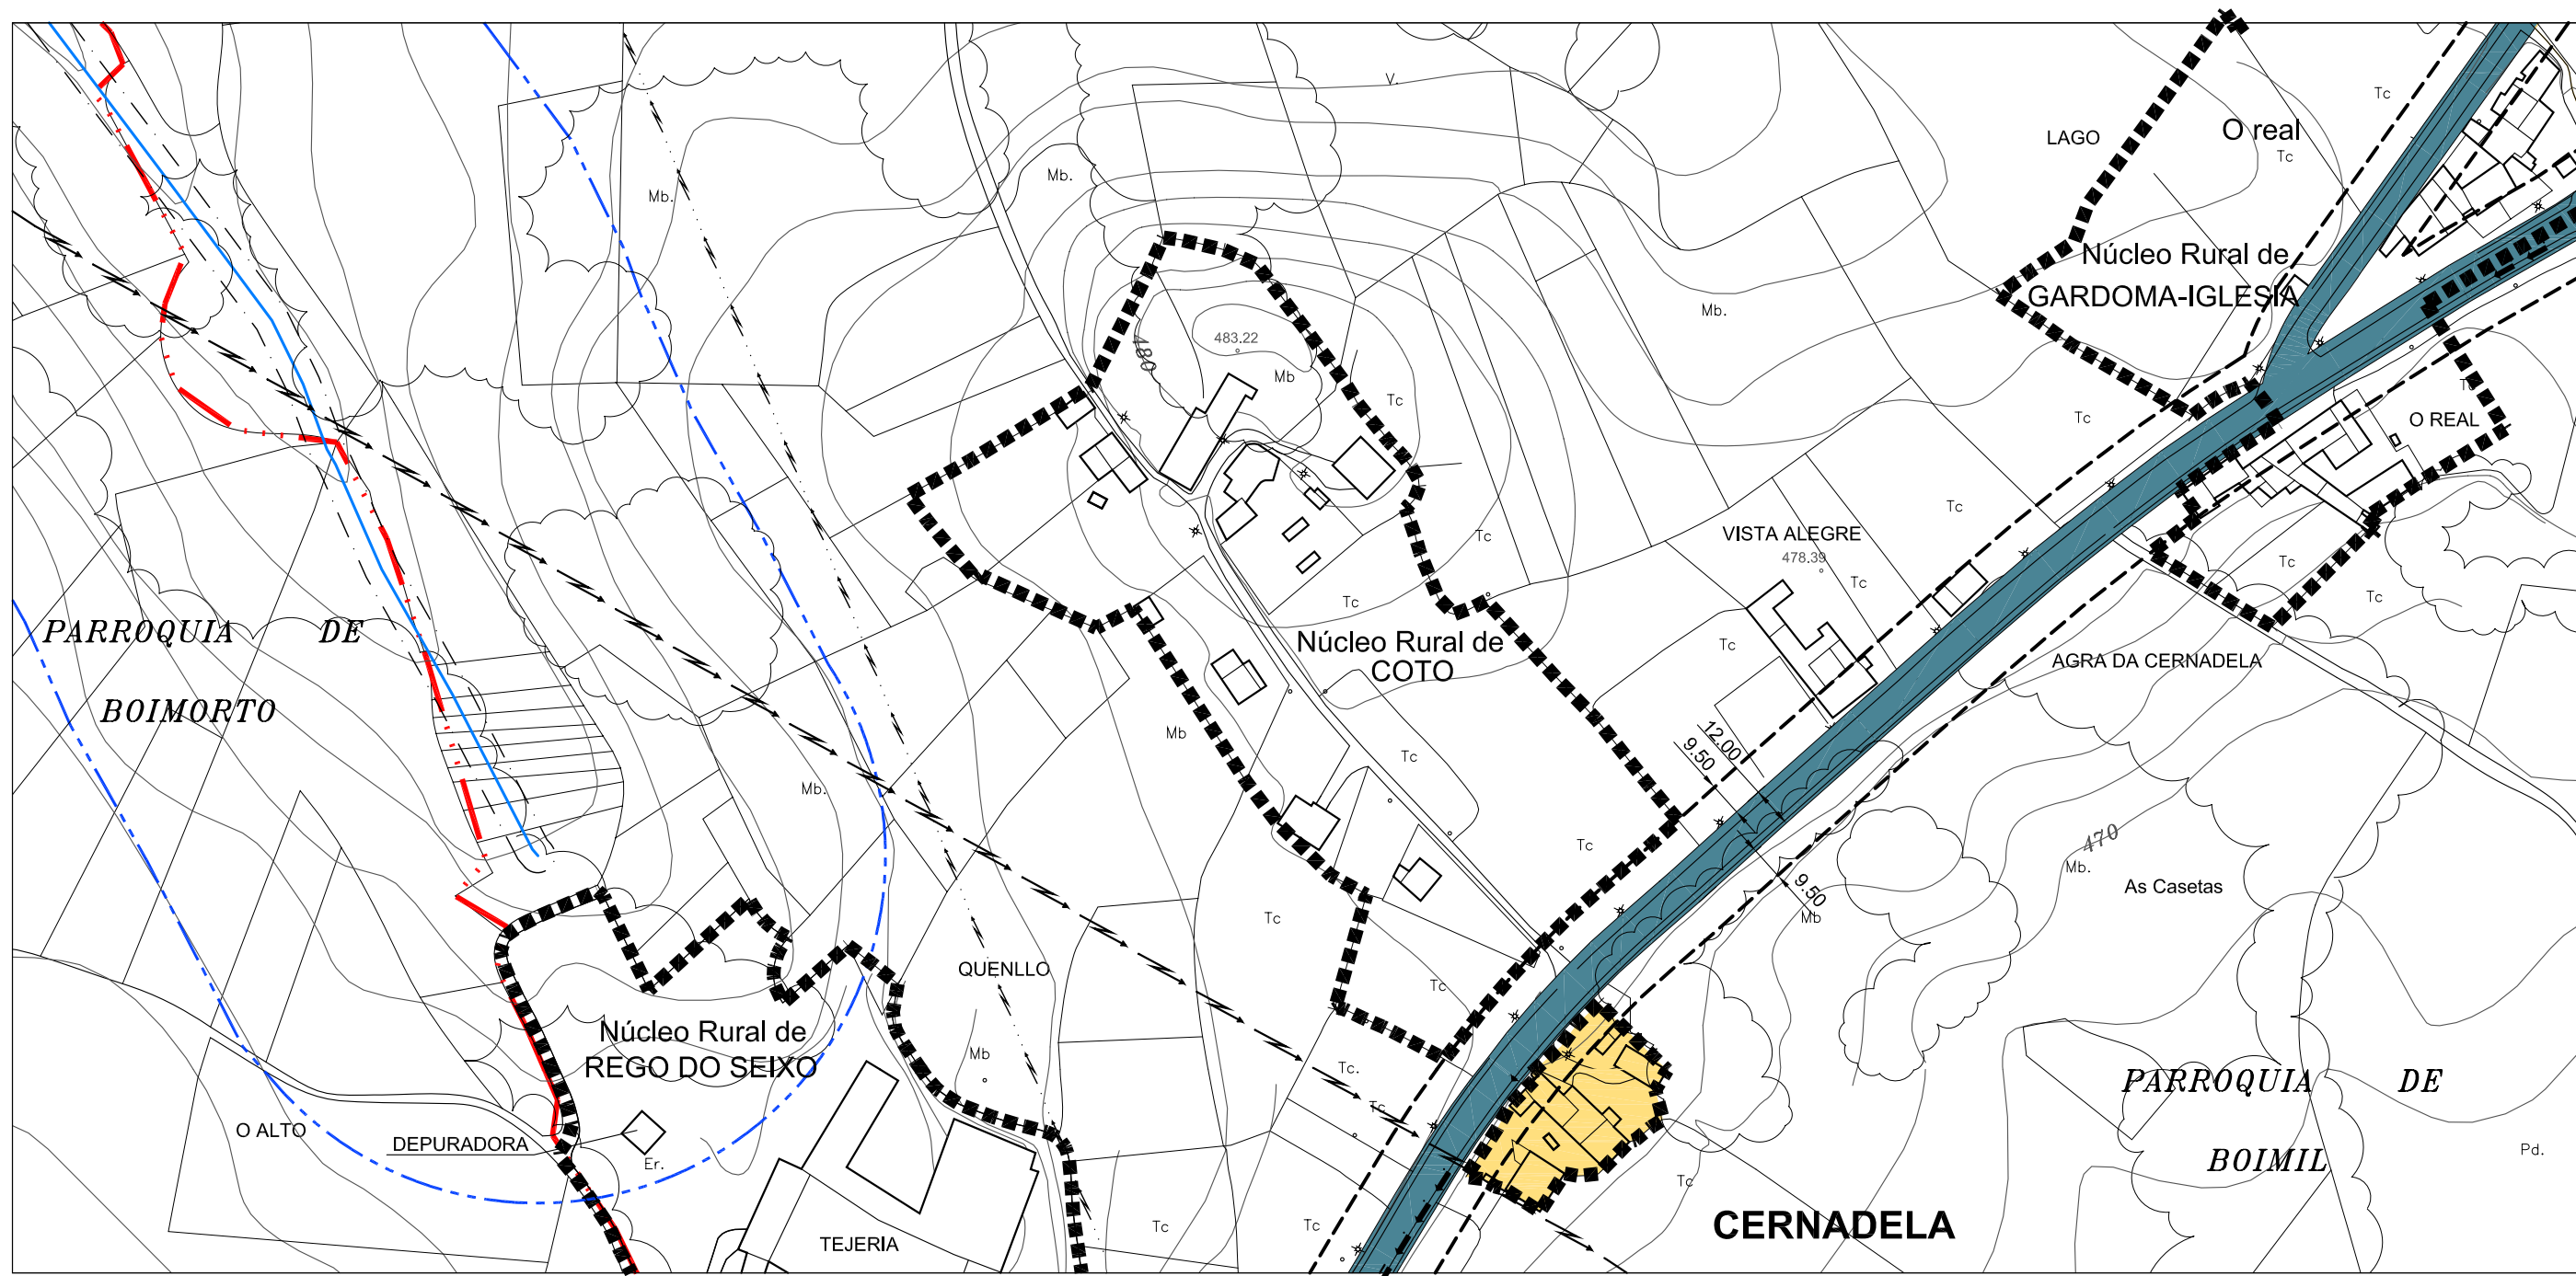 V.
Tc
LAGO
O real
Tc
Mb.
Mb.
Núcleo Rural de
GARDOMA-IGLESIA
Mb.
483.22
480
Mb
Tc
Tc
Tc
O REAL
Tc
Tc
VISTA ALEGRE
478.39
Tc
Tc
Tc
Tc
Tc
PARROQUIA DE
BOIMORTO
Núcleo Rural de
COTO
Tc
AGRA DA CERNADELA
Mb
Tc
12.00
9.50
Mb.
Tc
470
Mb.
As Casetas
9.50
Mb
Tc
QUENLLO
Tc
Núcleo Rural de
REGO DO SEIXO
Mb
Tc.
Tc
PARROQUIA DE
BOIMIL
O ALTO
DEPURADORA
Er.
Pd.
Tc
Tc
Tc
CERNADELA
TEJERIA